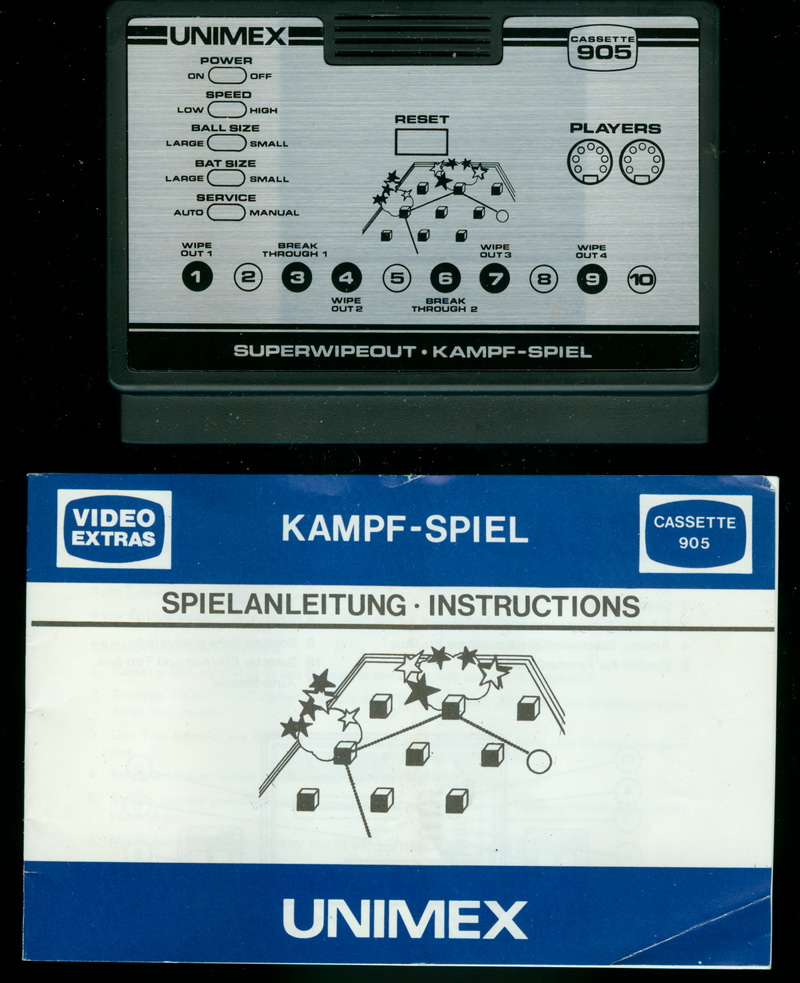 UNIMEX
CASSETTE
905
POWER
ON OFF
SPEED
LOW HIGH
BALL SIZE
LARGE SMALL
BAT SIZE
LARGE SMALL
SERVICE
AUTO MANUAL
RESET
PLAYERS
WIPE
OUT 1
BREAK
THROUGH 1
WIPE
OUT 3
WIPE
OUT 4
1 2 3 4 5 6 7 8 9 10
WIPE
OUT 2
BREAK
THROUGH 2
SUPERWIPEOUT · KAMPF-SPIEL
VIDEO
EXTRAS
KAMPF-SPIEL
CASSETTE
905
SPIELANLEITUNG · INSTRUCTIONS
UNIMEX